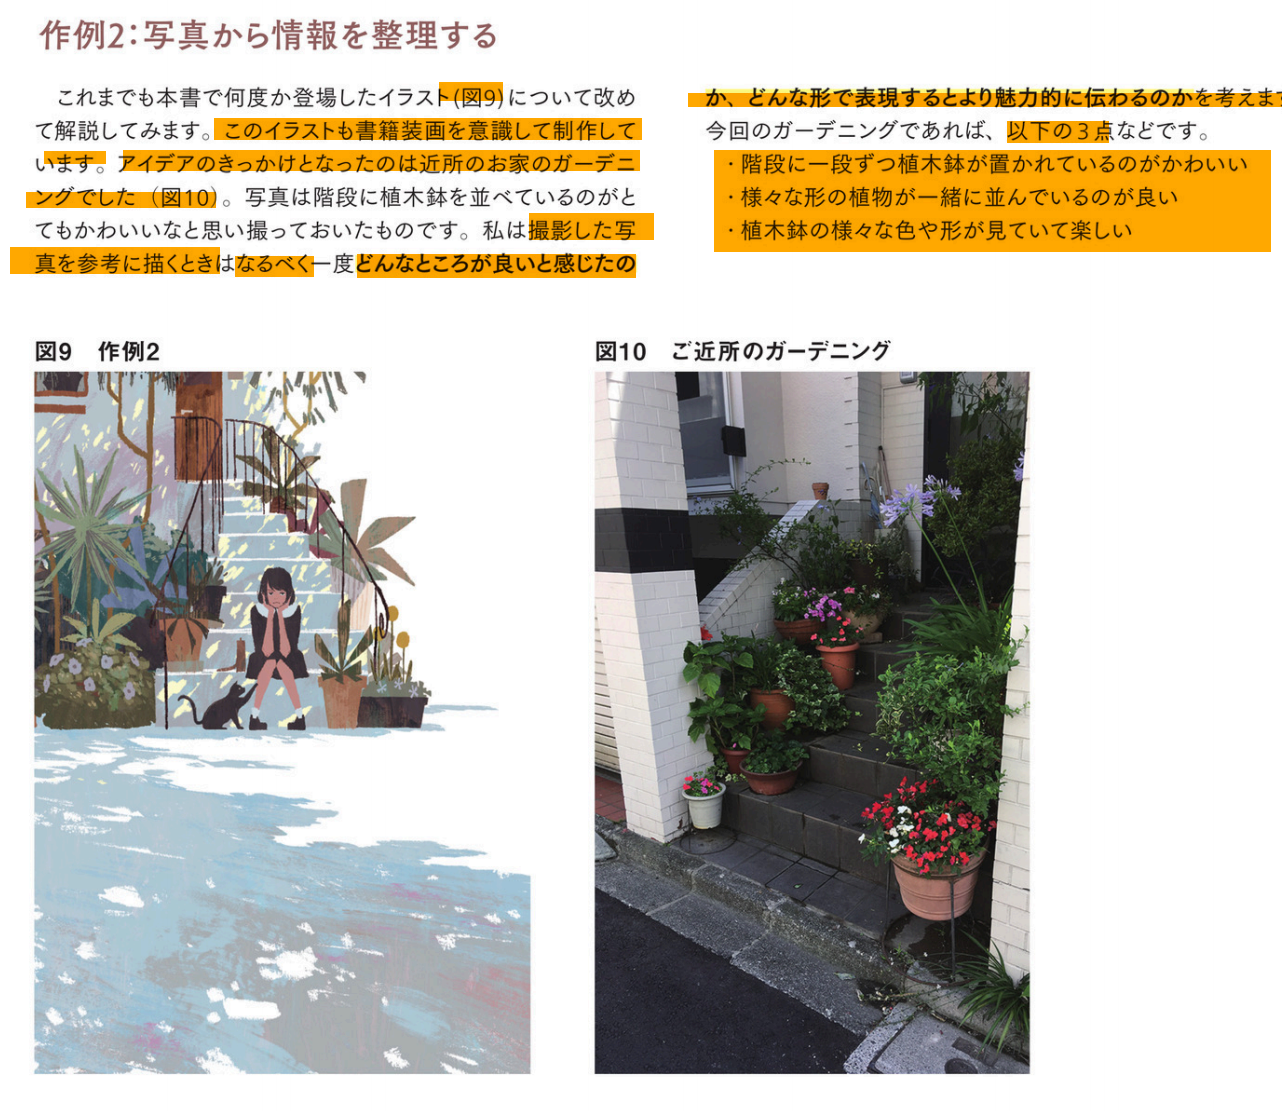 作例2：写真から情報を整理する
これまでも本書で何度か登場したイラスト(図9)について改め
て解説してみます。このイラストも書籍装画を意識して制作して
います。アイデアのきっかけとなったのは近所のお家のガーデニ
ングでした（図10）。写真は階段に植木鉢を並べているのがと
てもかわいいなと思い撮っておいたものです。私は撮影した写
真を参考に描くときはなるべく一度どんなところが良いと感じたの
か、どんな形で表現するとより魅力的に伝わるのかを考えます
今回のガーデニングであれば、以下の３点などです。
・階段に一段ずつ植木鉢が置かれているのがかわいい
・様々な形の植物が一緒に並んでいるのが良い
・植木鉢の様々な色や形が見ていて楽しい
図9　作例2
図10　ご近所のガーデニング